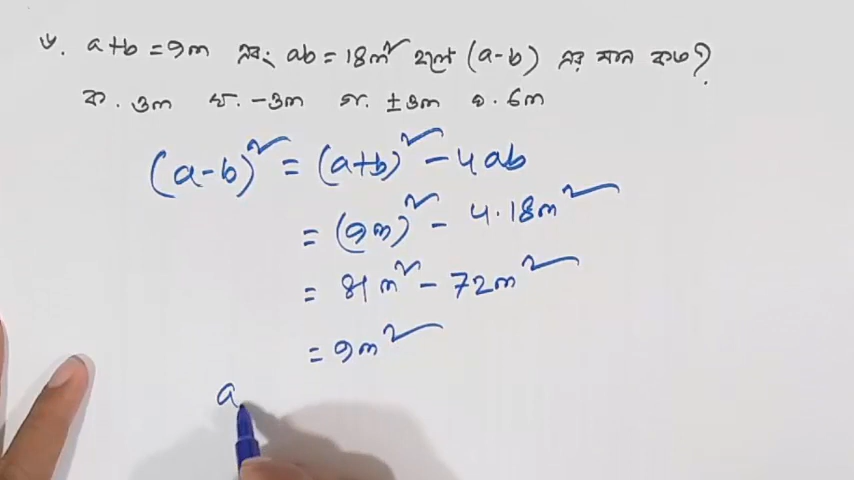 ৬. a+b = 9m এবং ab = 18m² হলে (a-b) এর মান কত?
ক. 3m খ. -3m গ. ±3m ঘ. 6m
(a-b)² = (a+b)² - 4ab
= (9m)² - 4.18m²
= 81m² - 72m²
= 9m²
a